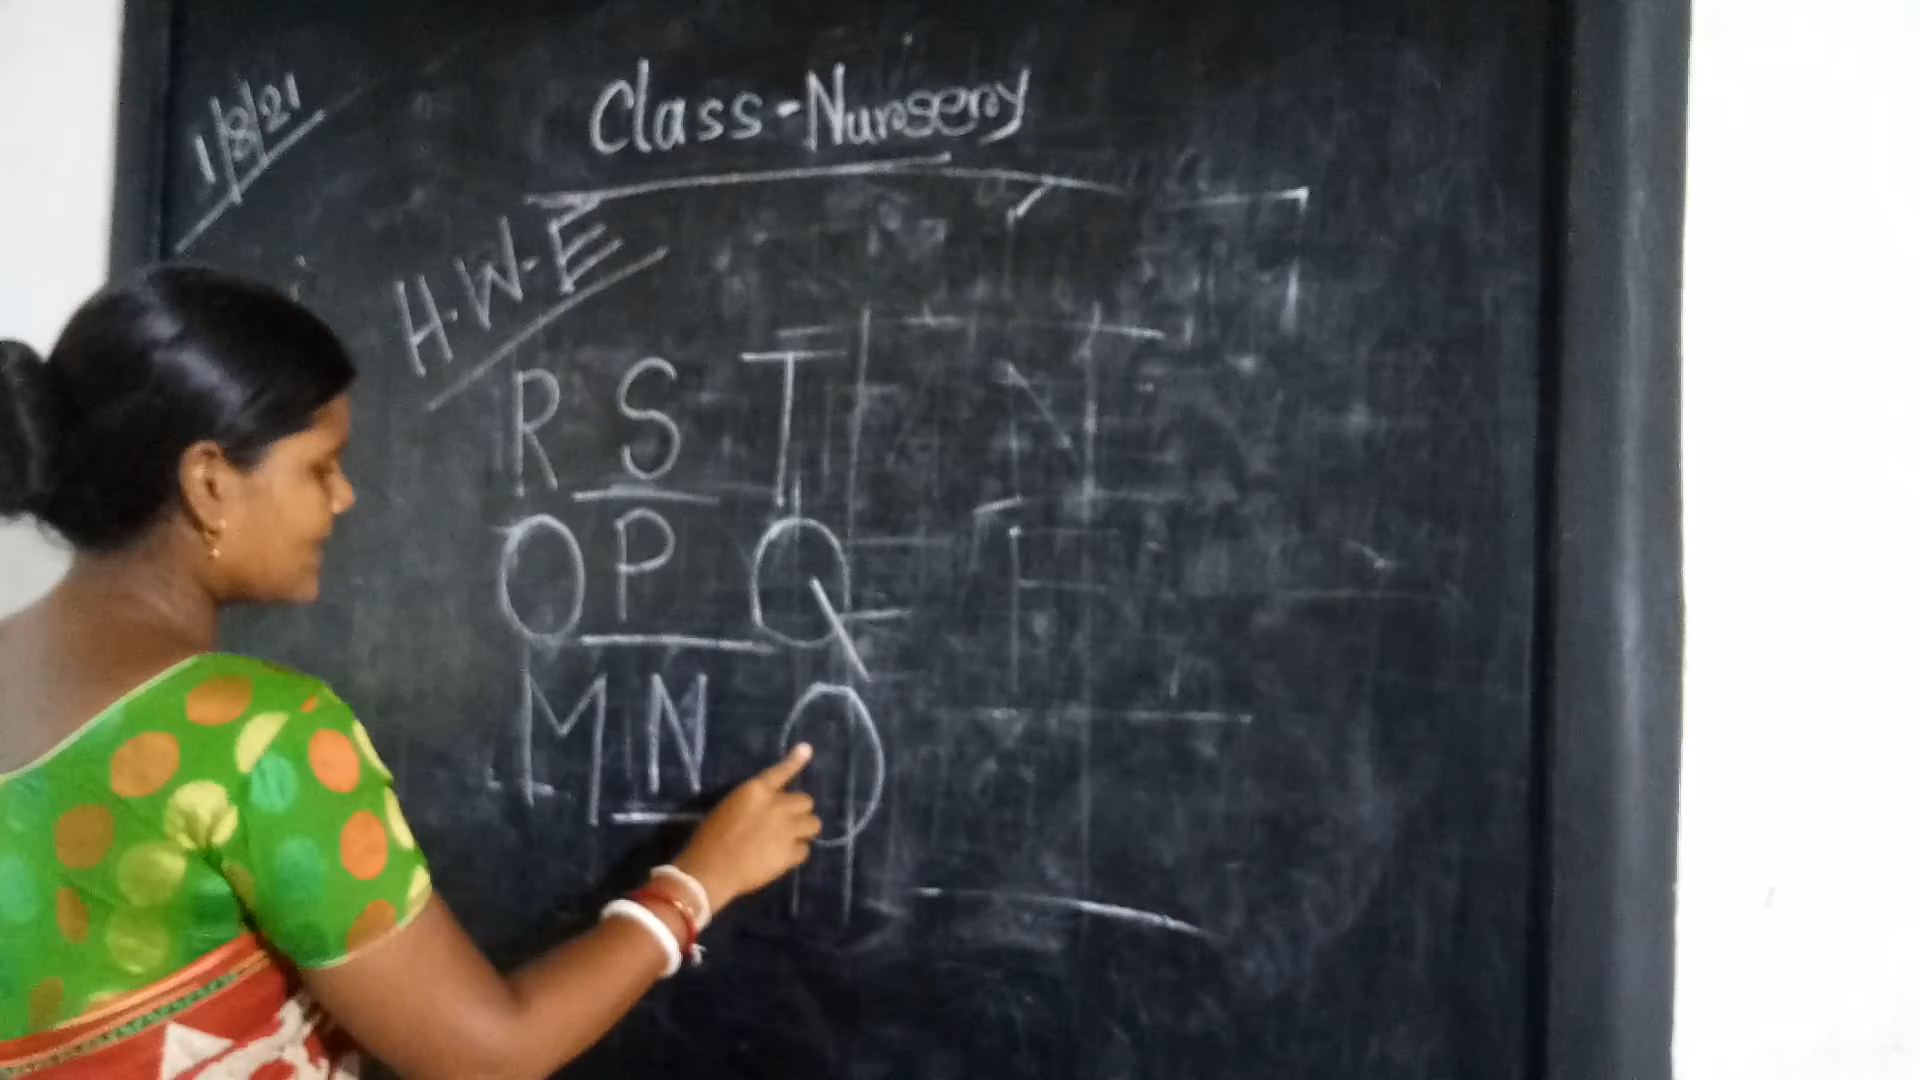 1/8/21
Class-Nursery
H.W-E
R S T
O P Q
M N O